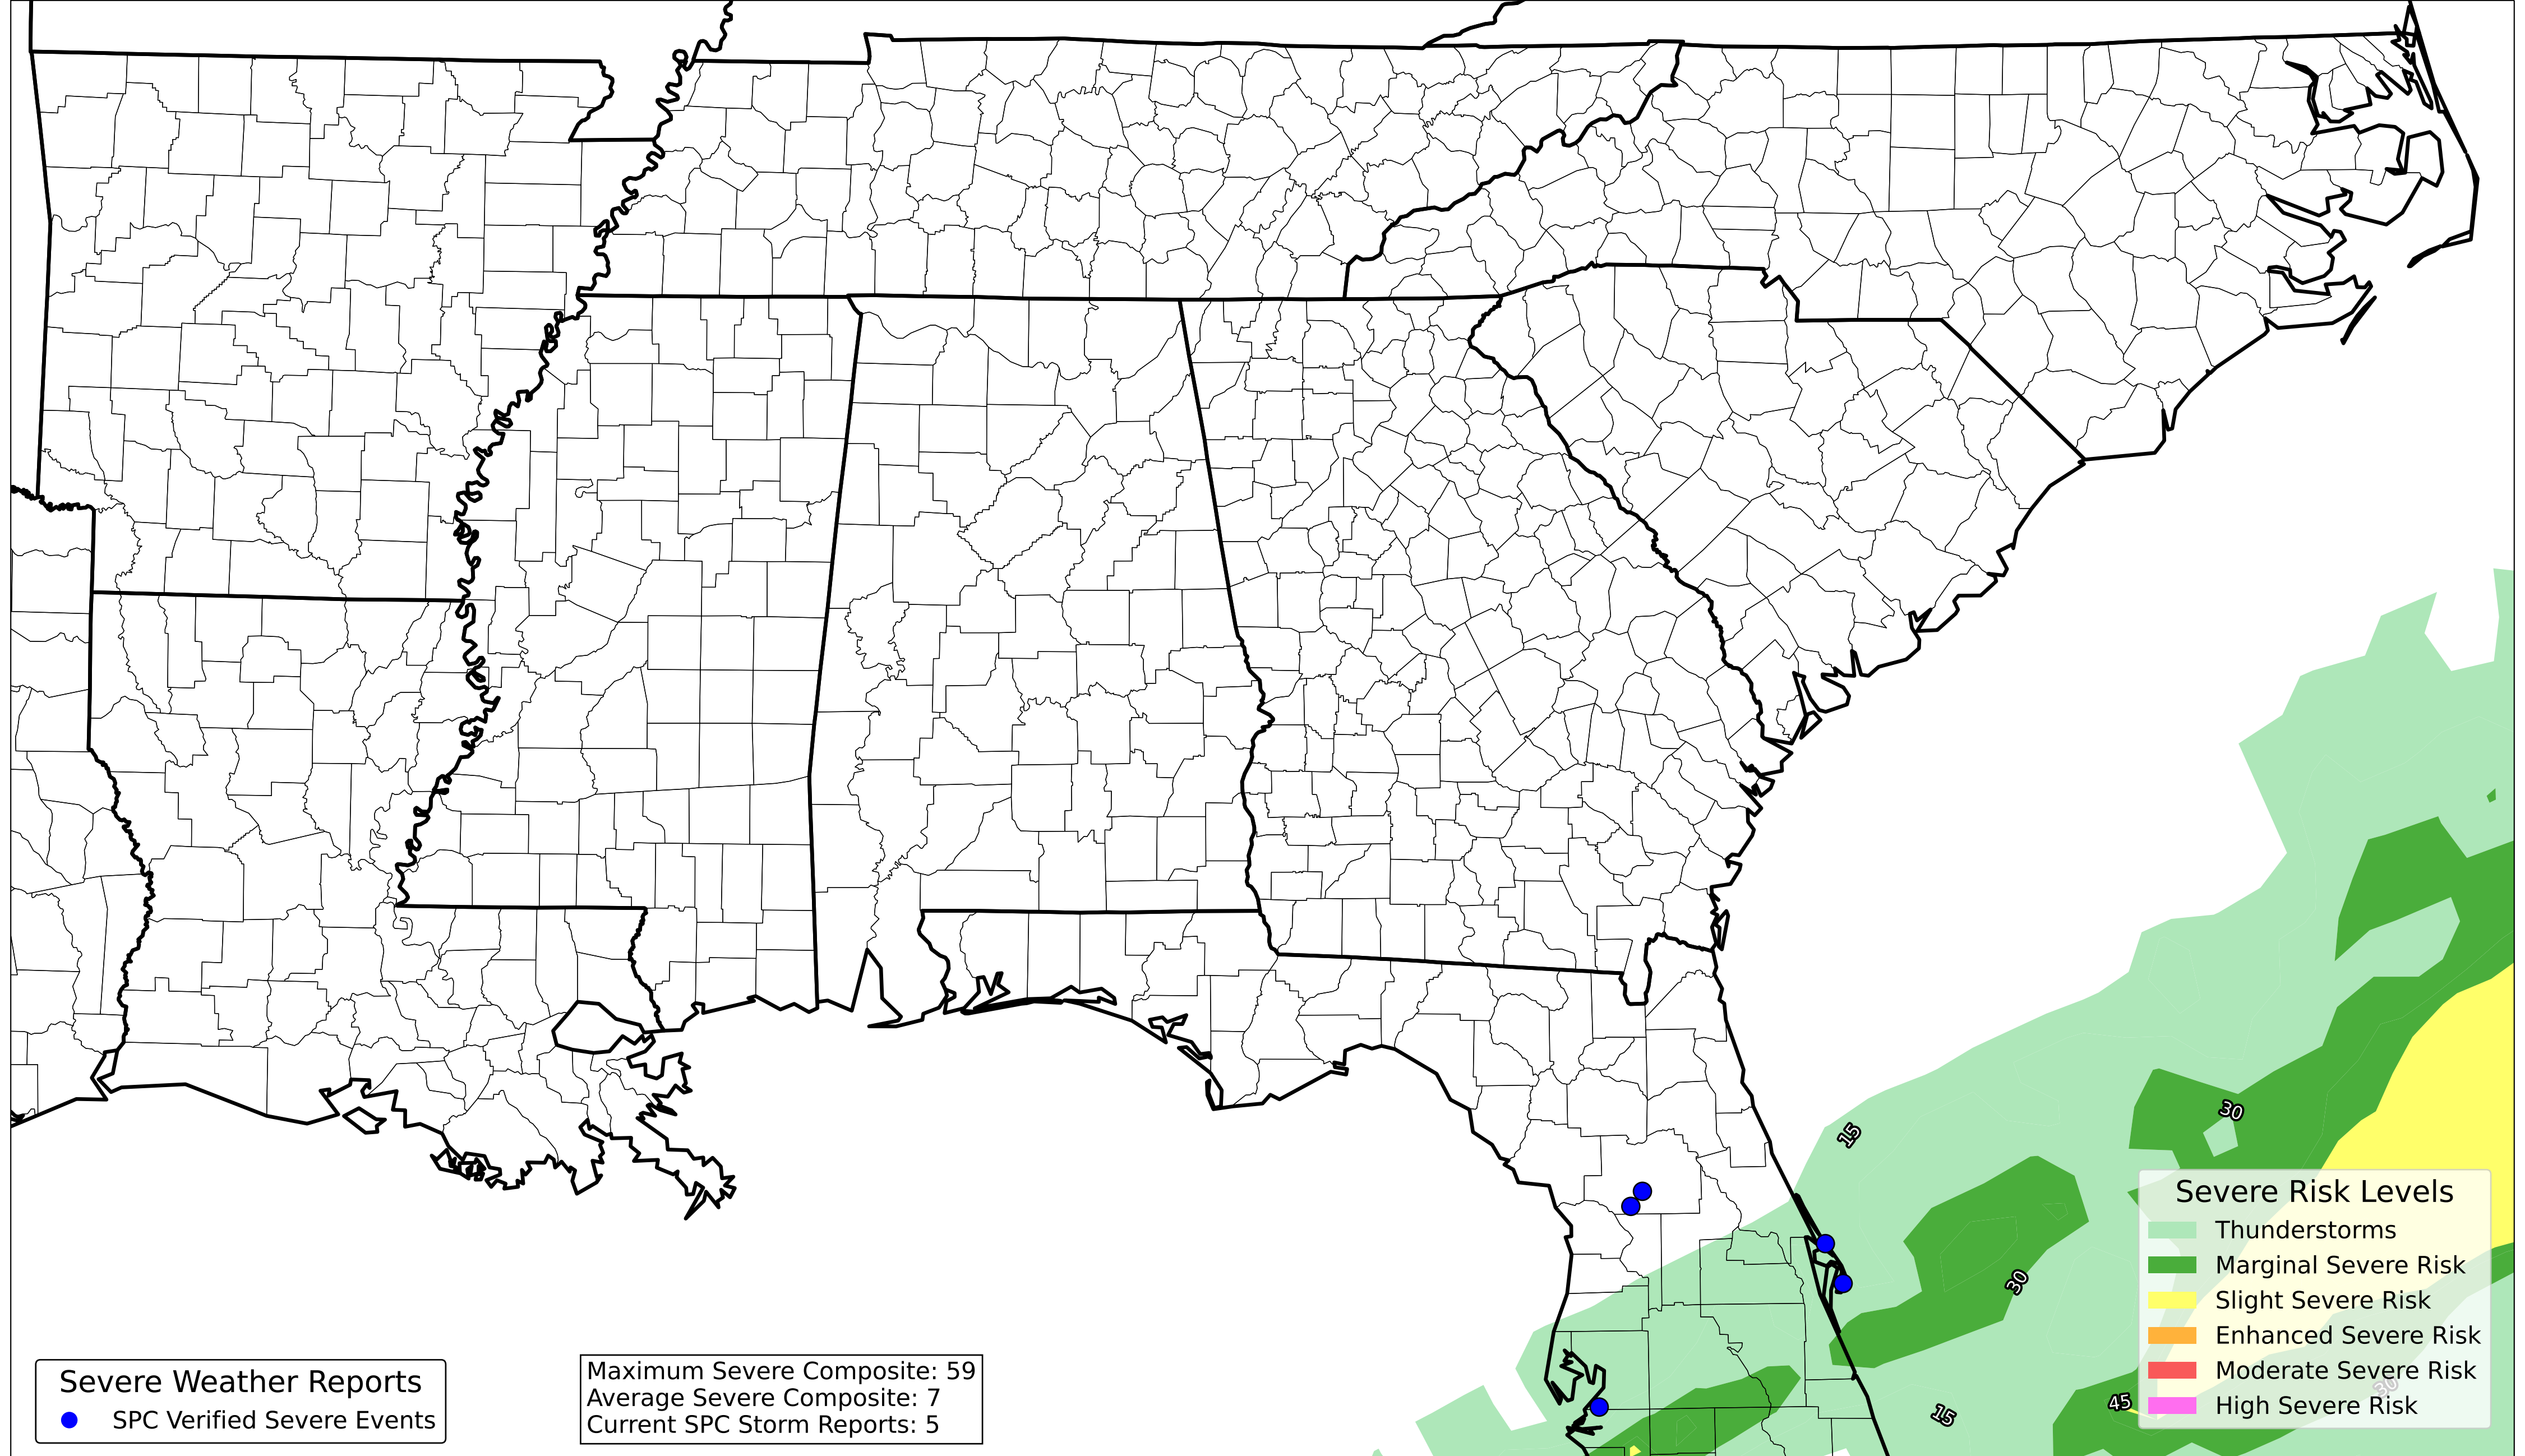 15
30
30
45
30
15
Severe Risk Levels
Thunderstorms
Marginal Severe Risk
Slight Severe Risk
Enhanced Severe Risk
Moderate Severe Risk
High Severe Risk
Severe Weather Reports
SPC Verified Severe Events
Maximum Severe Composite: 59
Average Severe Composite: 7
Current SPC Storm Reports: 5